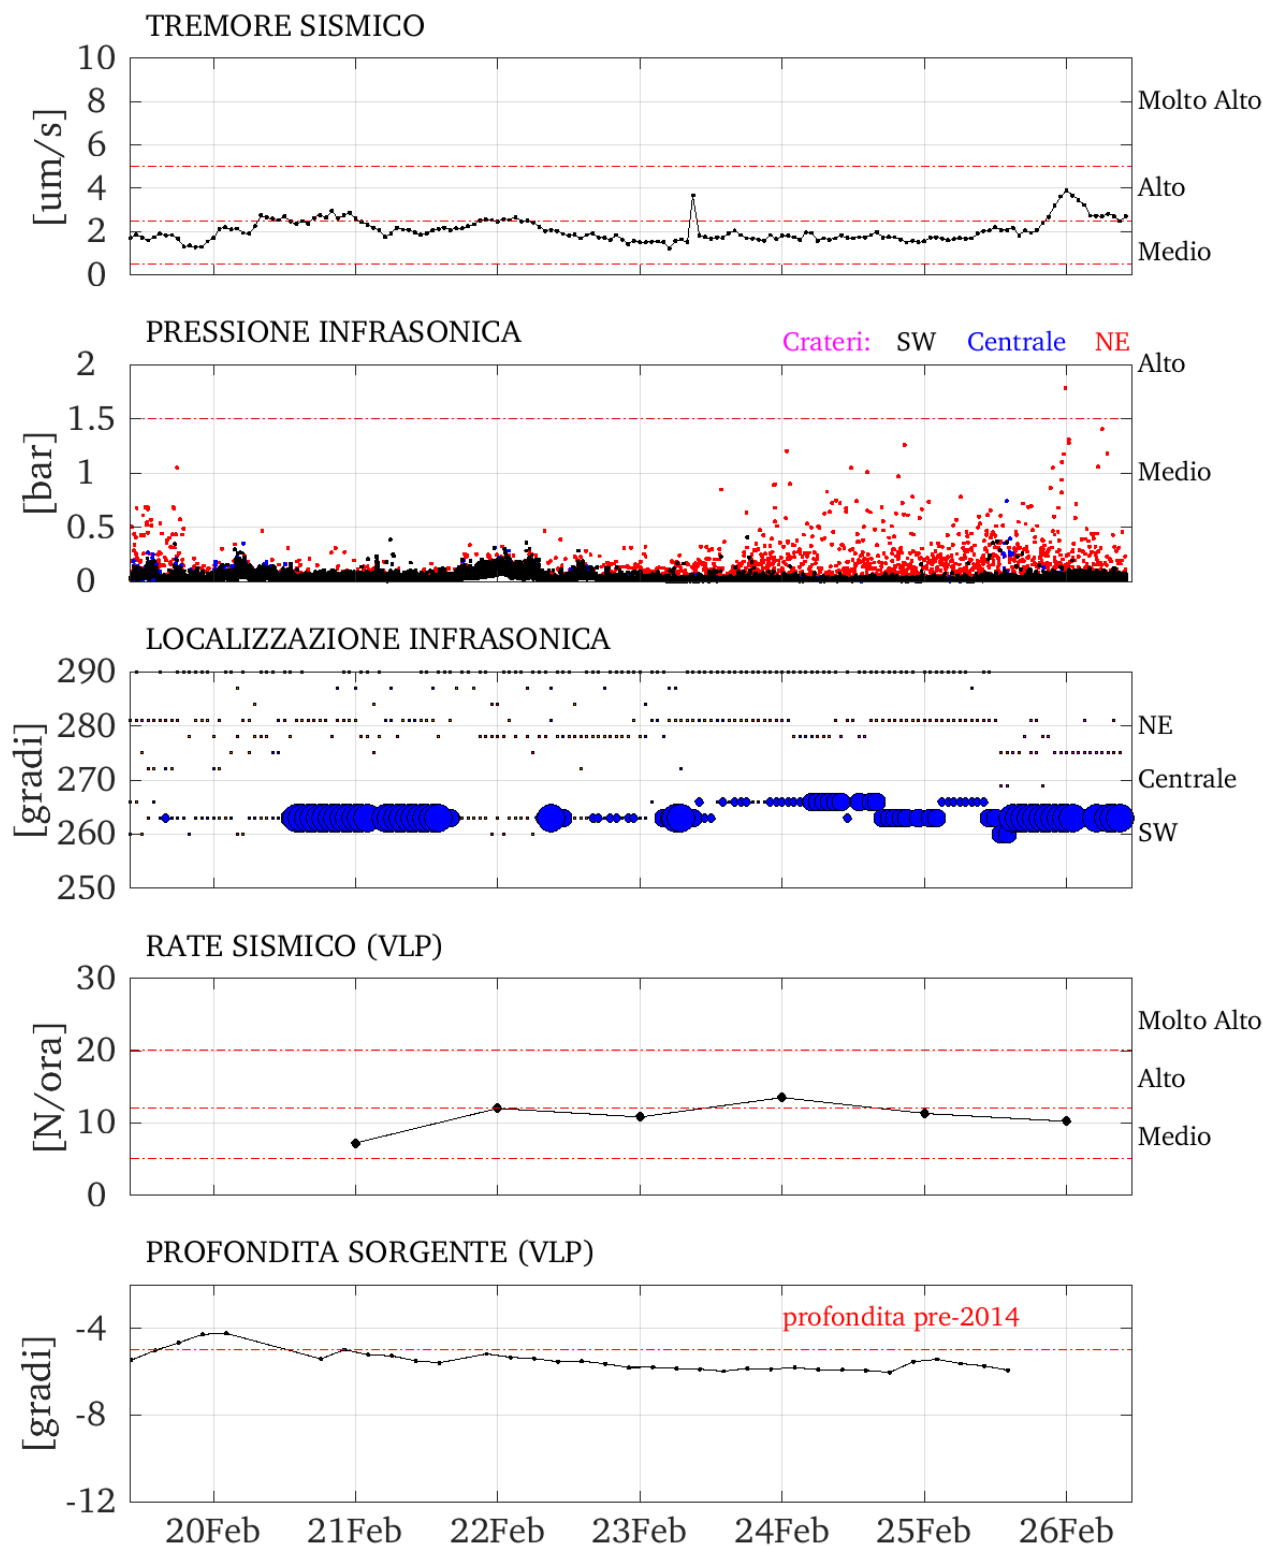 TREMORE SISMICO
10
8
6
4
2
0
[um/s]
Molto Alto
Alto
Medio
PRESSIONE INFRASONICA
Crateri: SW Centrale NE
2
1.5
1
0.5
0
[bar]
Alto
Medio
LOCALIZZAZIONE INFRASONICA
290
280
270
260
250
[gradi]
NE
Centrale
SW
RATE SISMICO (VLP)
30
20
10
0
[N/ora]
Molto Alto
Alto
Medio
PROFONDITA SORGENTE (VLP)
profondita pre-2014
-4
-8
-12
[gradi]
20Feb 21Feb 22Feb 23Feb 24Feb 25Feb 26Feb